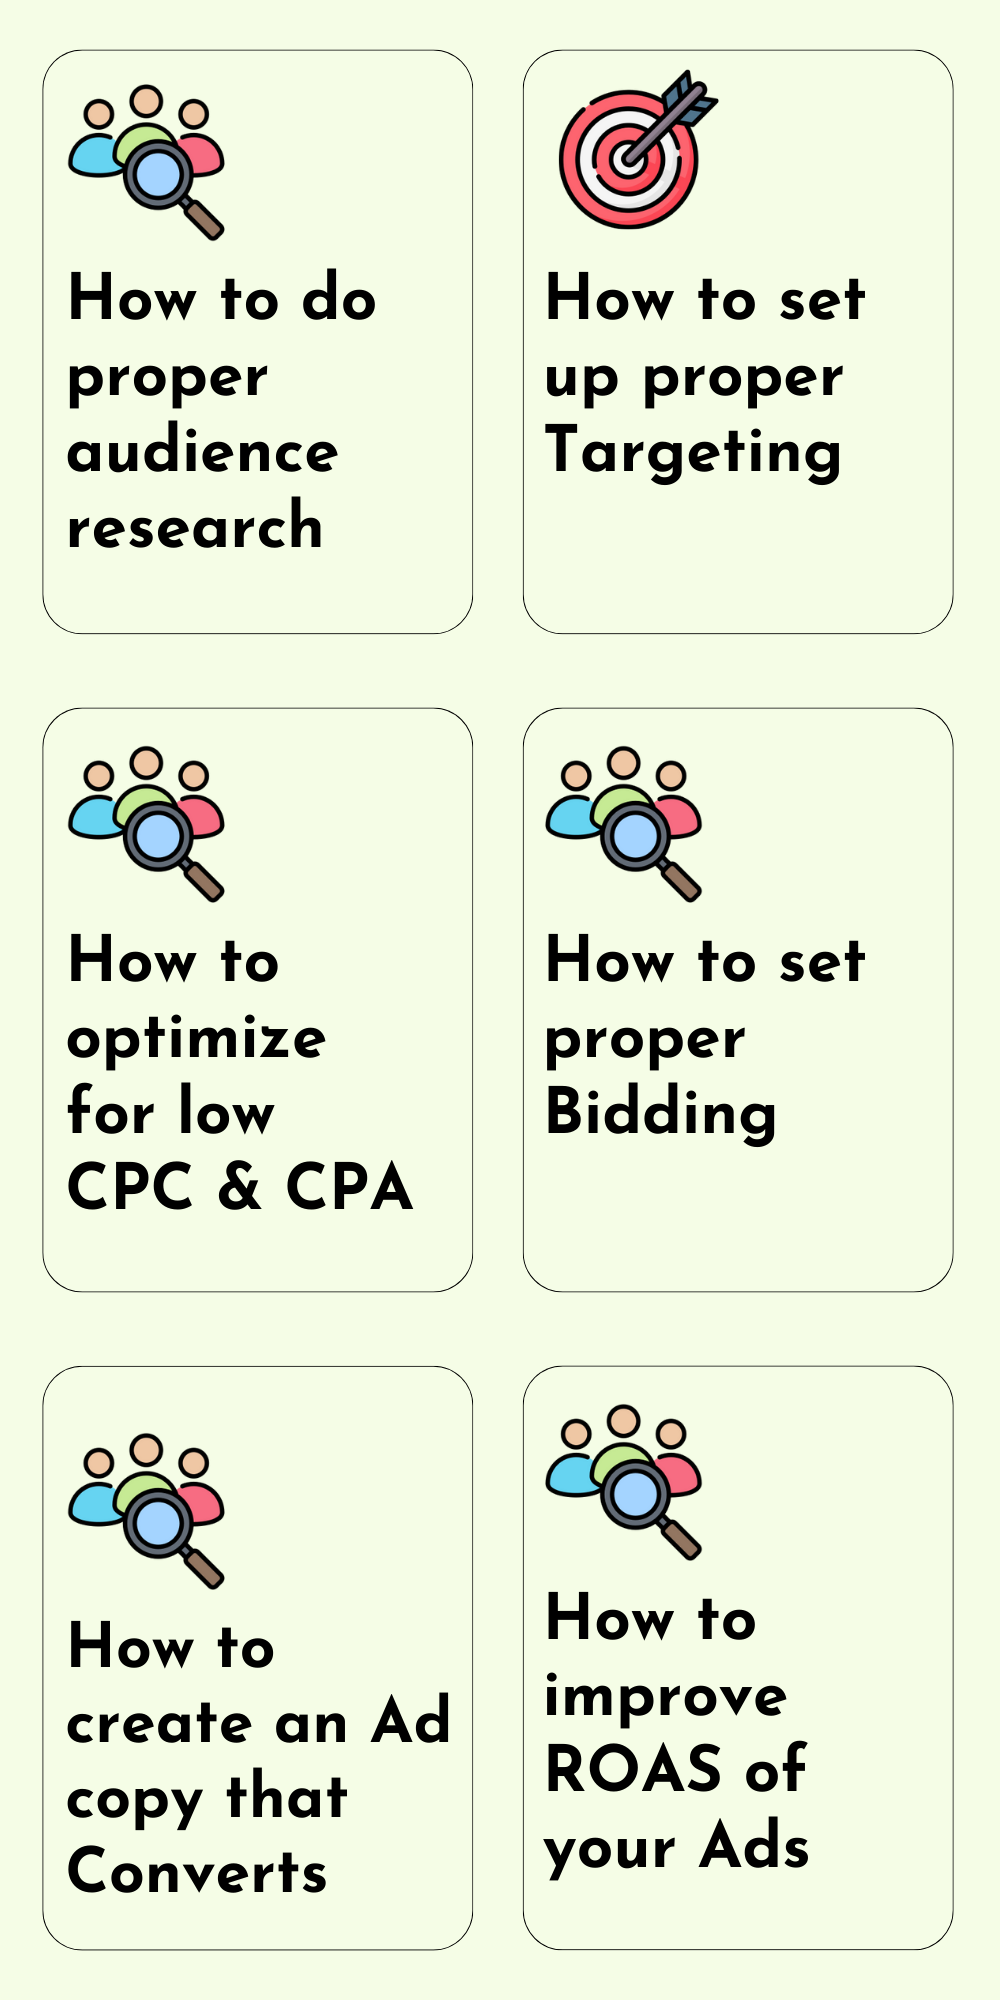 How to do
proper
audience
research
How to set
up proper
Targeting
How to
optimize
for low
CPC & CPA
How to set
proper
Bidding
How to
create an Ad
copy that
Converts
How to
improve
ROAS of
your Ads